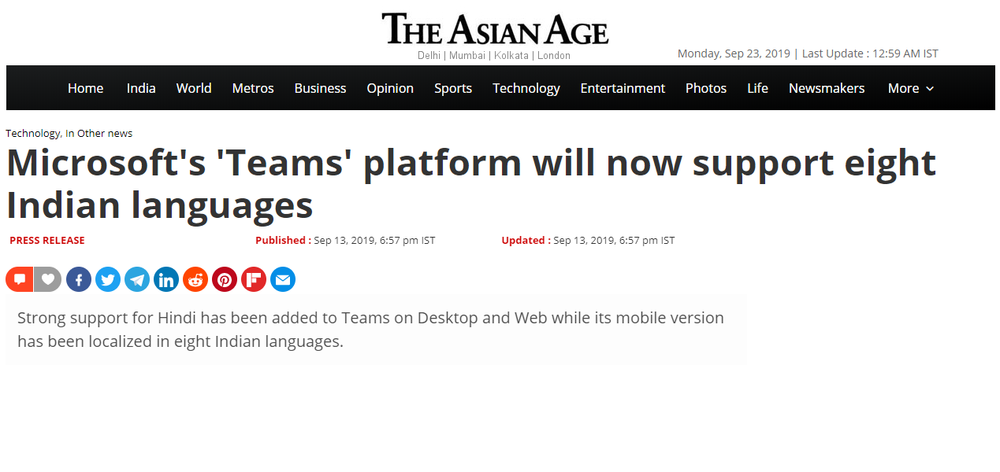 THE ASIAN AGE
Delhi | Mumbai | Kolkata | London
Monday, Sep 23, 2019 | Last Update : 12:59 AM IST
Home India World Metros Business Opinion Sports Technology Entertainment Photos Life Newsmakers More
Technology, In Other news
Microsoft's 'Teams' platform will now support eight
Indian languages
PRESS RELEASE Published : Sep 13, 2019, 6:57 pm IST Updated : Sep 13, 2019, 6:57 pm IST
Strong support for Hindi has been added to Teams on Desktop and Web while its mobile version
has been localized in eight Indian languages.